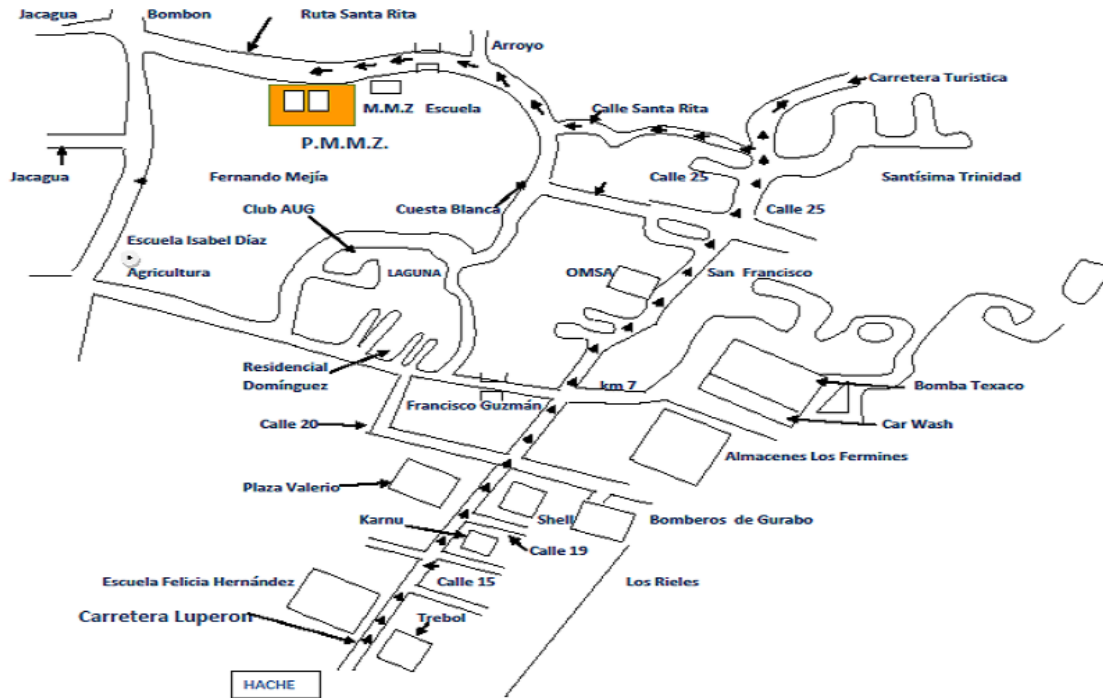 Jacagua
Bombon
Ruta Santa Rita
Arroyo
Carretera Turistica
M.M.Z Escuela
Calle Santa Rita
P.M.M.Z.
Jacagua
Fernando Mejía
Calle 25
Santísima Trinidad
Club AUG
Cuesta Blanca
Calle 25
Escuela Isabel Díaz
Agricultura
LAGUNA
OMSA
San Francisco
Residencial
Domínguez
km 7
Bomba Texaco
Francisco Guzmán
Calle 20
Car Wash
Almacenes Los Fermines
Plaza Valerio
Karnu
Shell
Bomberos de Gurabo
Calle 19
Escuela Felicia Hernández
Calle 15
Los Rieles
Carretera Luperon
Trebol
HACHE